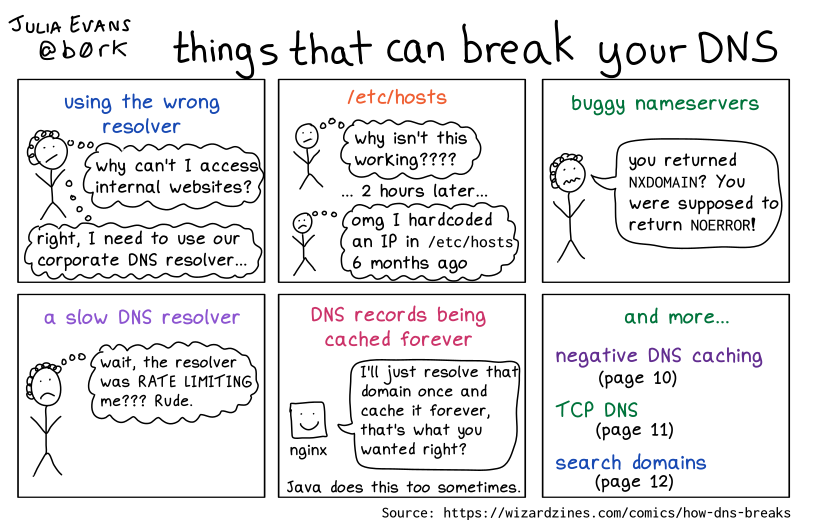 JULIA EVANS
@børk
things that can break your DNS
using the wrong
resolver
why can't I access
internal websites?
right, I need to use our
corporate DNS resolver...
/etc/hosts
why isn't this
working????
... 2 hours later...
omg I hardcoded
an IP in /etc/hosts
6 months ago
buggy nameservers
you returned
NXDOMAIN? You
were supposed to
return NOERROR!
a slow DNS resolver
wait, the resolver
was RATE LIMITING
me??? Rude.
DNS records being
cached forever
I'll just resolve that
domain once and
cache it forever,
that's what you
wanted right?
nginx
Java does this too sometimes.
and more...
negative DNS caching
(page 10)
TCP DNS
(page 11)
search domains
(page 12)
Source: https://wizardzines.com/comics/how-dns-breaks